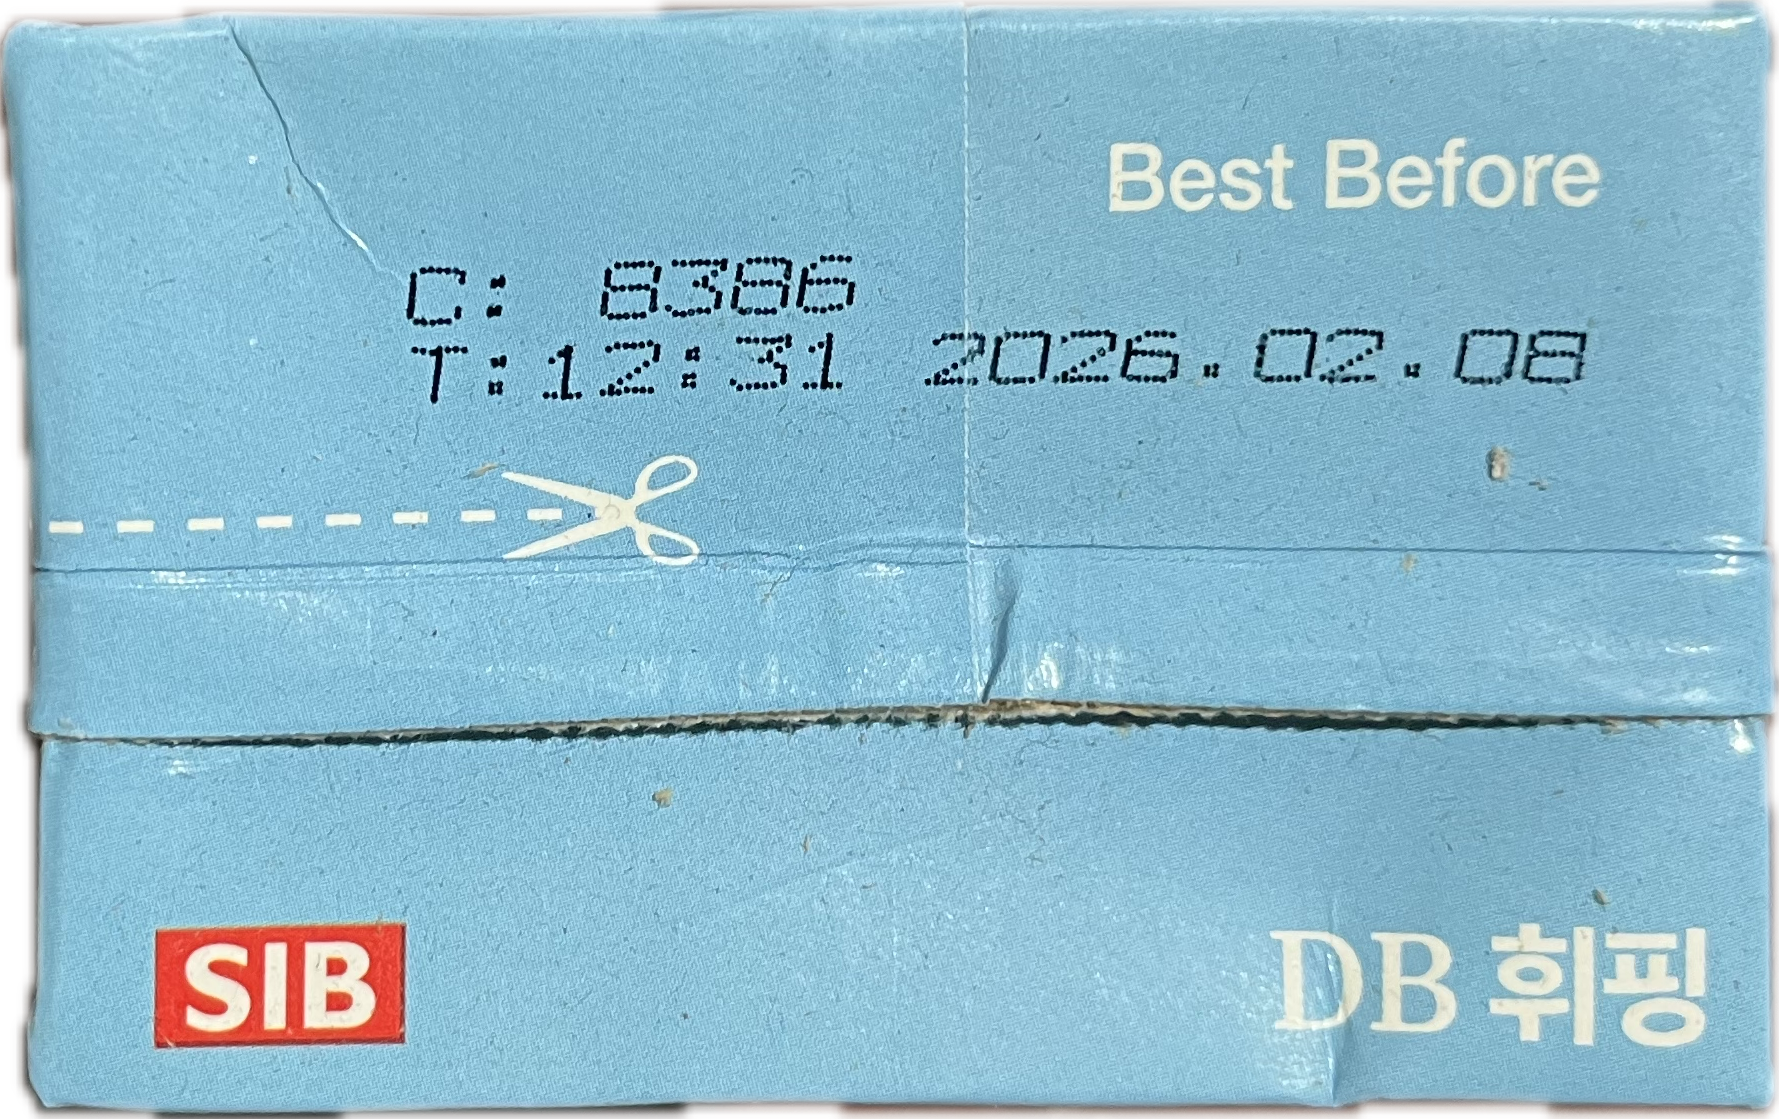 Best Before
C: 8386
T:12:31 2026.02.08
SIB
DB 휘핑